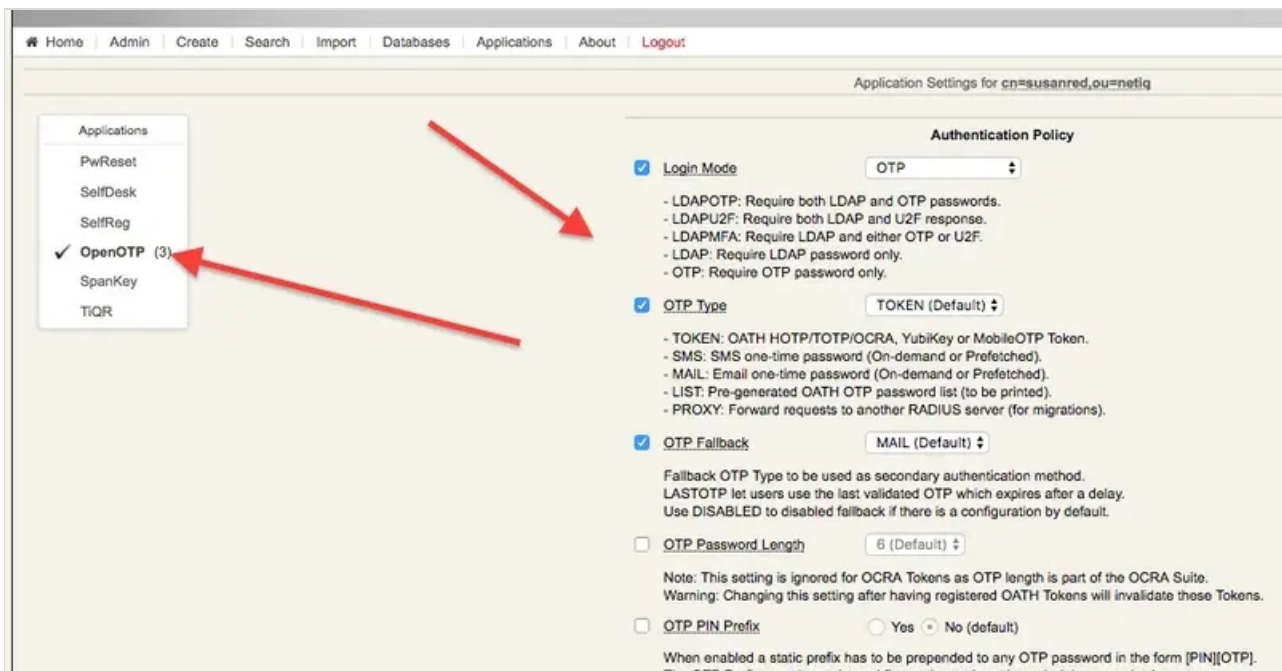 Home Admin Create Search Import Databases Applications About Logout
Application Settings for cn=susanred,ou=netiq
Applications
PwReset
SelfDesk
SelfReg
OpenOTP (3)
SpanKey
TiQR
Authentication Policy
Login Mode OTP
- LDAPOTP: Require both LDAP and OTP passwords.
- LDAPU2F: Require both LDAP and U2F response.
- LDAPMFA: Require LDAP and either OTP or U2F.
- LDAP: Require LDAP password only.
- OTP: Require OTP password only.
OTP Type TOKEN (Default)
- TOKEN: OATH HOTP/TOTP/OCRA, YubiKey or MobileOTP Token.
- SMS: SMS one-time password (On-demand or Prefetched).
- MAIL: Email one-time password (On-demand or Prefetched).
- LIST: Pre-generated OATH OTP password list (to be printed).
- PROXY: Forward requests to another RADIUS server (for migrations).
OTP Fallback MAIL (Default)
Fallback OTP Type to be used as secondary authentication method.
LASTOTP let users use the last validated OTP which expires after a delay.
Use DISABLED to disabled fallback if there is a configuration by default.
OTP Password Length 6 (Default)
Note: This setting is ignored for OCRA Tokens as OTP length is part of the OCRA Suite.
Warning: Changing this setting after having registered OATH Tokens will invalidate these Tokens.
OTP PIN Prefix Yes No (default)
When enabled a static prefix has to be prepended to any OTP password in the form [PIN][OTP].